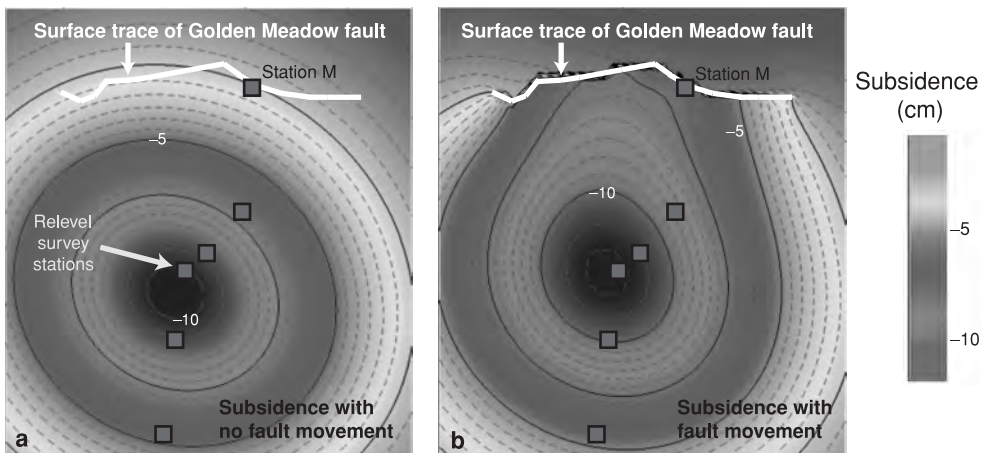 Surface trace of Golden Meadow fault
Station M
–5
Relevel
survey
stations
–10
Subsidence with
no fault movement
a
Surface trace of Golden Meadow fault
Station M
–5
–10
Subsidence with
fault movement
b
Subsidence
(cm)
–5
–10